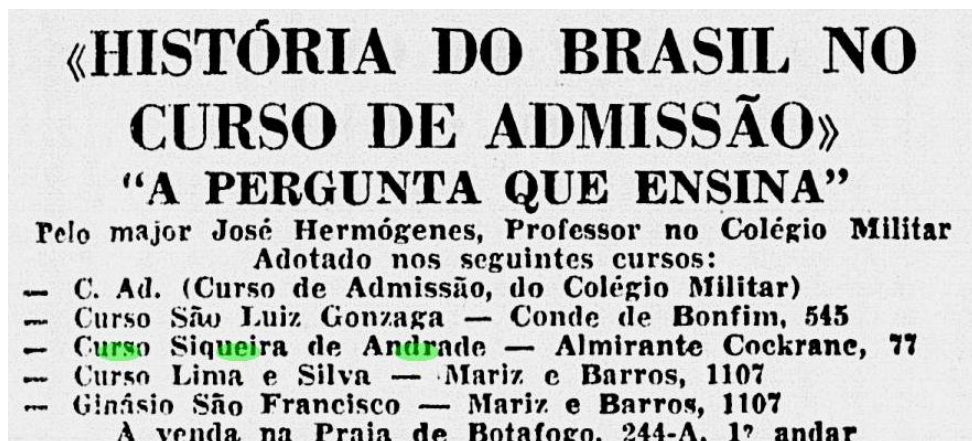 «HISTÓRIA DO BRASIL NO
CURSO DE ADMISSÃO»
"A PERGUNTA QUE ENSINA"
Pelo major José Hermógenes, Professor no Colégio Militar
Adotado nos seguintes cursos:
— C. Ad. (Curso de Admissão, do Colégio Militar)
— Curso São Luiz Gonzaga — Conde de Bonfim, 545
— Curso Siqueira de Andrade — Almirante Cockrane, 77
— Curso Lima e Silva — Mariz e Barros, 1107
— Ginásio São Francisco — Mariz e Barros, 1107
À venda na Praia de Botafogo, 244-A, 1º andar